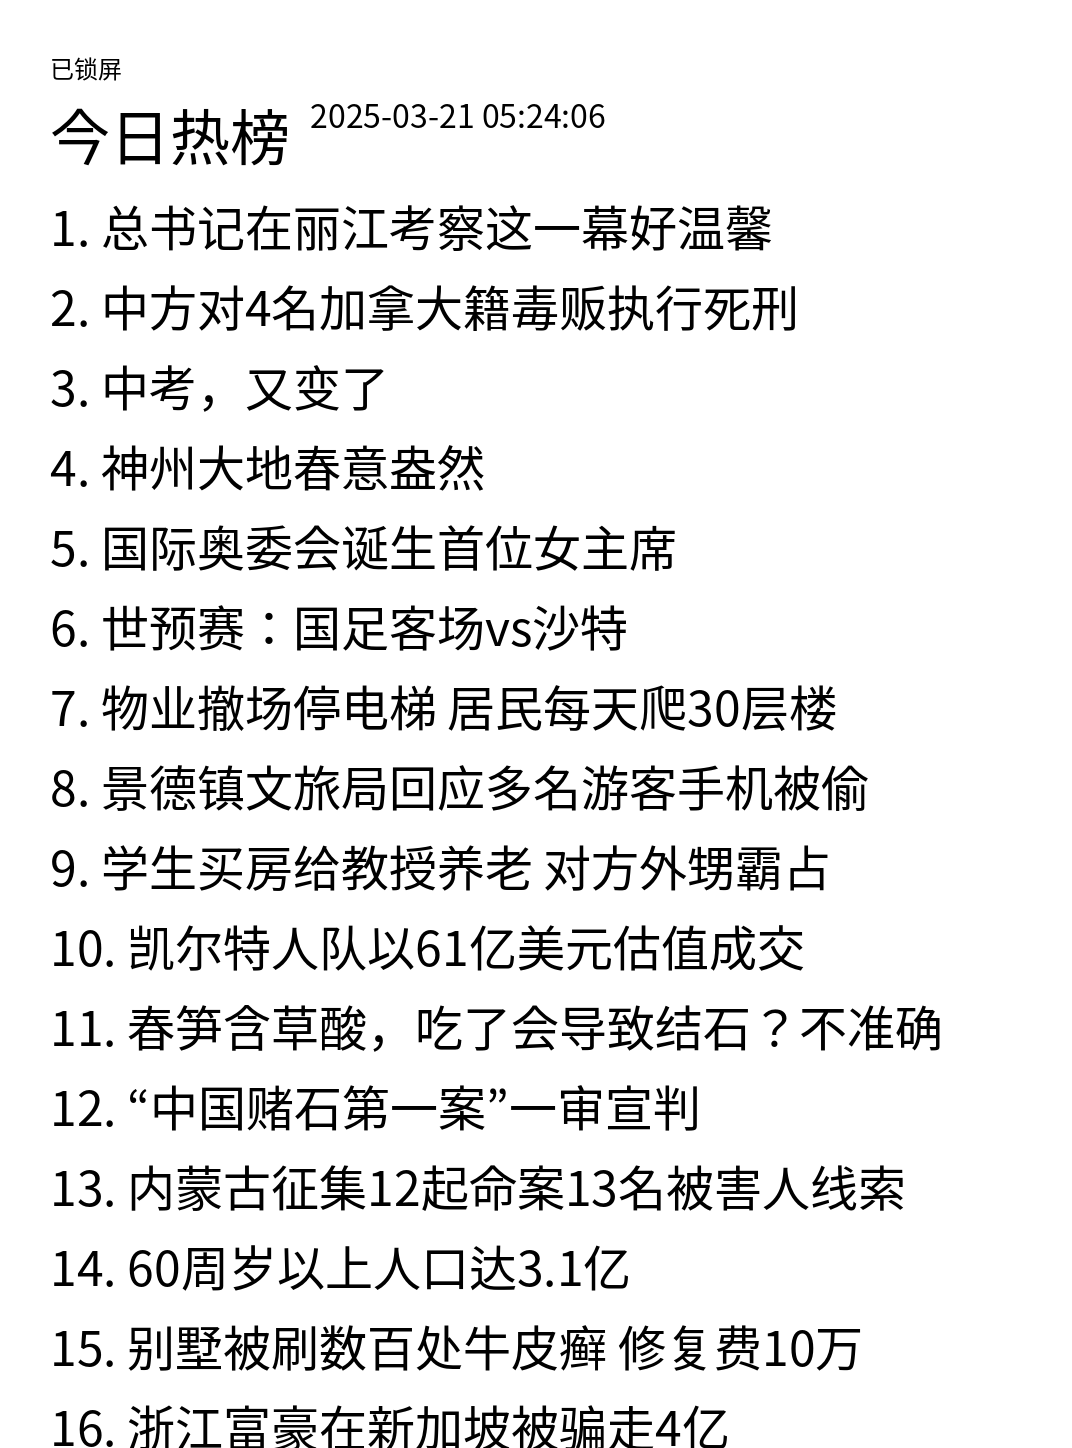 已锁屏
今日热榜 2025-03-21 05:24:06
1. 总书记在丽江考察这一幕好温馨
2. 中方对4名加拿大籍毒贩执行死刑
3. 中考，又变了
4. 神州大地春意盎然
5. 国际奥委会诞生首位女主席
6. 世预赛：国足客场vs沙特
7. 物业撤场停电梯 居民每天爬30层楼
8. 景德镇文旅局回应多名游客手机被偷
9. 学生买房给教授养老 对方外甥霸占
10. 凯尔特人队以61亿美元估值成交
11. 春笋含草酸，吃了会导致结石？不准确
12. “中国赌石第一案”一审宣判
13. 内蒙古征集12起命案13名被害人线索
14. 60周岁以上人口达3.1亿
15. 别墅被刷数百处牛皮癣 修复费10万
16. 浙江富豪在新加坡被骗走4亿